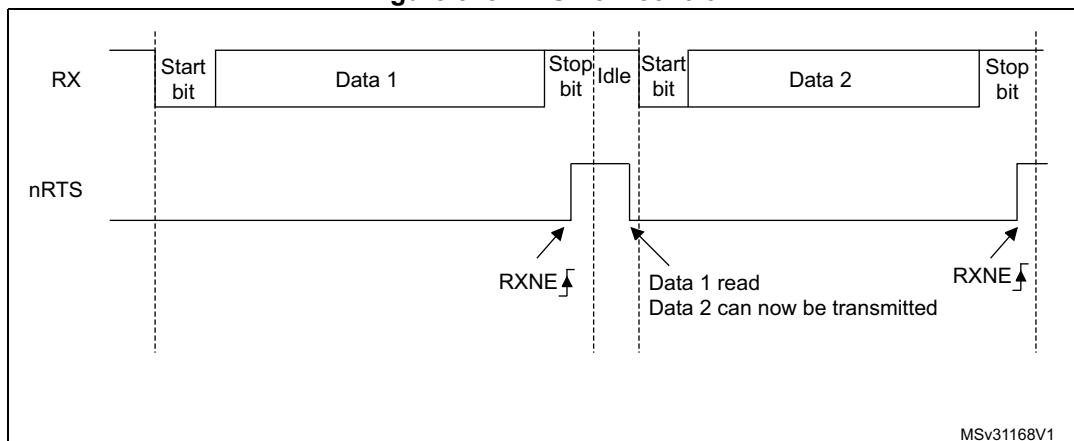 RX
Start
bit
Data 1
Stop
bit
Idle
Start
bit
Data 2
Stop
bit
nRTS
RXNE
Data 1 read
Data 2 can now be transmitted
RXNE
MSv31168V1